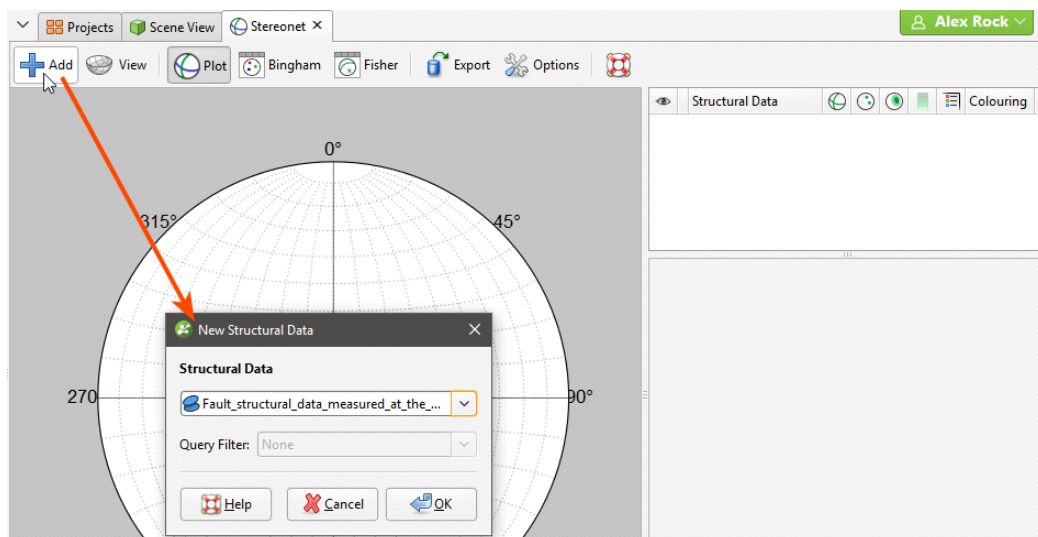 Projects Scene View Stereonet Alex Rock
Add View Plot Bingham Fisher Export Options
Structural Data Colouring
0°
315° 45°
New Structural Data
Structural Data
270 90°
Fault_structural_data_measured_at_the_...
Query Filter: None
Help Cancel OK